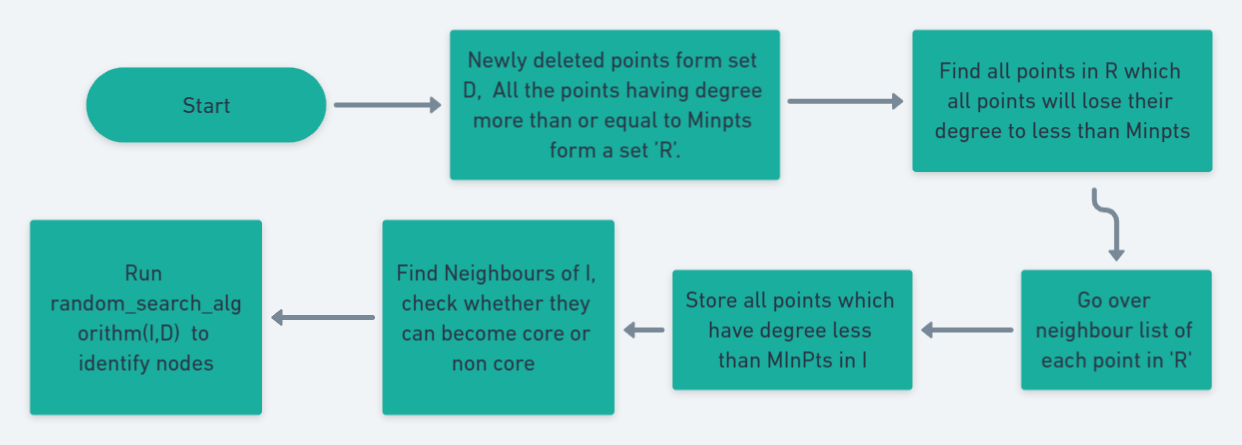 Start
Newly deleted points form set
D,  All the points having degree
more than or equal to Minpts
form a set 'R'.
Find all points in R which
all points will lose their
degree to less than Minpts
Go over
neighbour list of
each point in 'R'
Store all points which
have degree less
than MInPts in I
Find Neighbours of I,
check whether they
can become core or
non core
Run
random_search_alg
orithm(I,D)  to
identify nodes